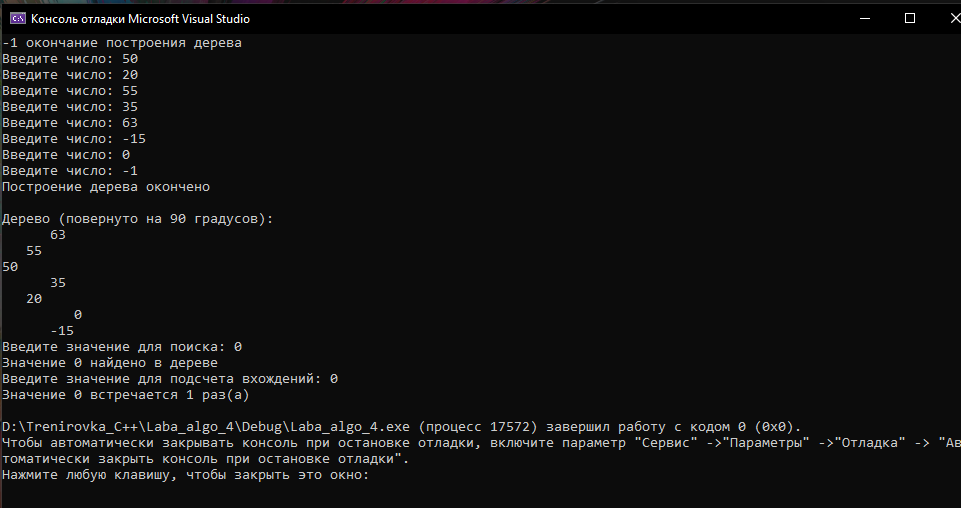 Консоль отладки Microsoft Visual Studio
-1 окончание построения дерева
Введите число: 50
Введите число: 20
Введите число: 55
Введите число: 35
Введите число: 63
Введите число: -15
Введите число: 0
Введите число: -1
Построение дерева окончено
Дерево (повернуто на 90 градусов):
63
55
50
35
20
0
-15
Введите значение для поиска: 0
Значение 0 найдено в дереве
Введите значение для подсчета вхождений: 0
Значение 0 встречается 1 раз(а)
D:\Trenirovka_C++\Laba_algo_4\Debug\Laba_algo_4.exe (процесс 17572) завершил работу с кодом 0 (0x0).
Чтобы автоматически закрывать консоль при остановке отладки, включите параметр "Сервис" ->"Параметры" ->"Отладка" -> "Ав
томатически закрыть консоль при остановке отладки".
Нажмите любую клавишу, чтобы закрыть это окно: